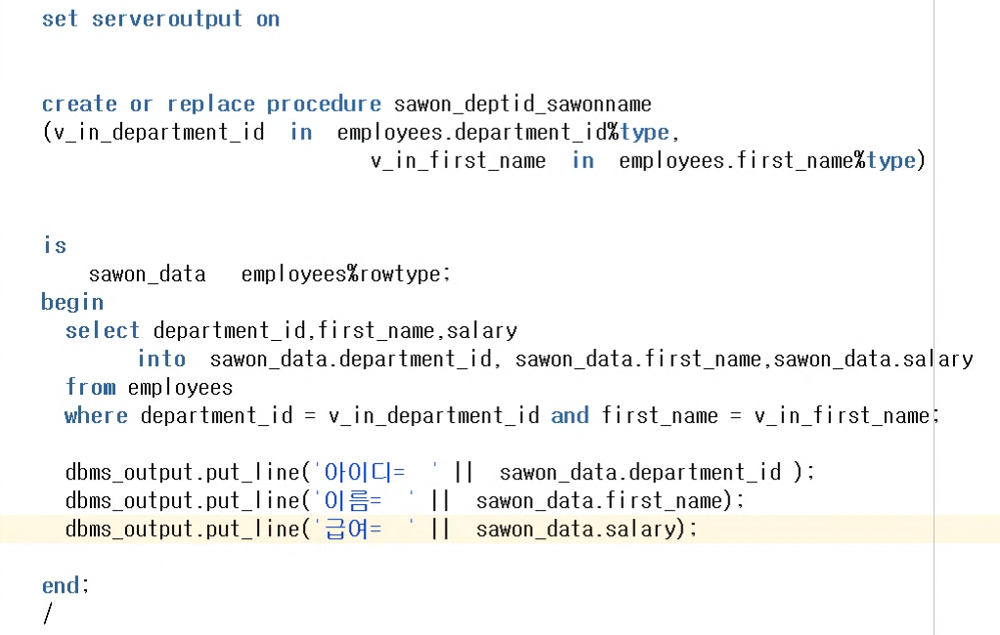 set serveroutput on
create or replace procedure sawon_deptid_sawonname
(v_in_department_id  in  employees.department_id%type,
v_in_first_name  in  employees.first_name%type)
is
sawon_data   employees%rowtype;
begin
select department_id,first_name,salary
into  sawon_data.department_id, sawon_data.first_name,sawon_data.salary
from employees
where department_id = v_in_department_id and first_name = v_in_first_name;
dbms_output.put_line('아이디=  ' ||  sawon_data.department_id );
dbms_output.put_line('이름=  ' ||  sawon_data.first_name);
dbms_output.put_line('급여=  ' ||  sawon_data.salary);
end;
/